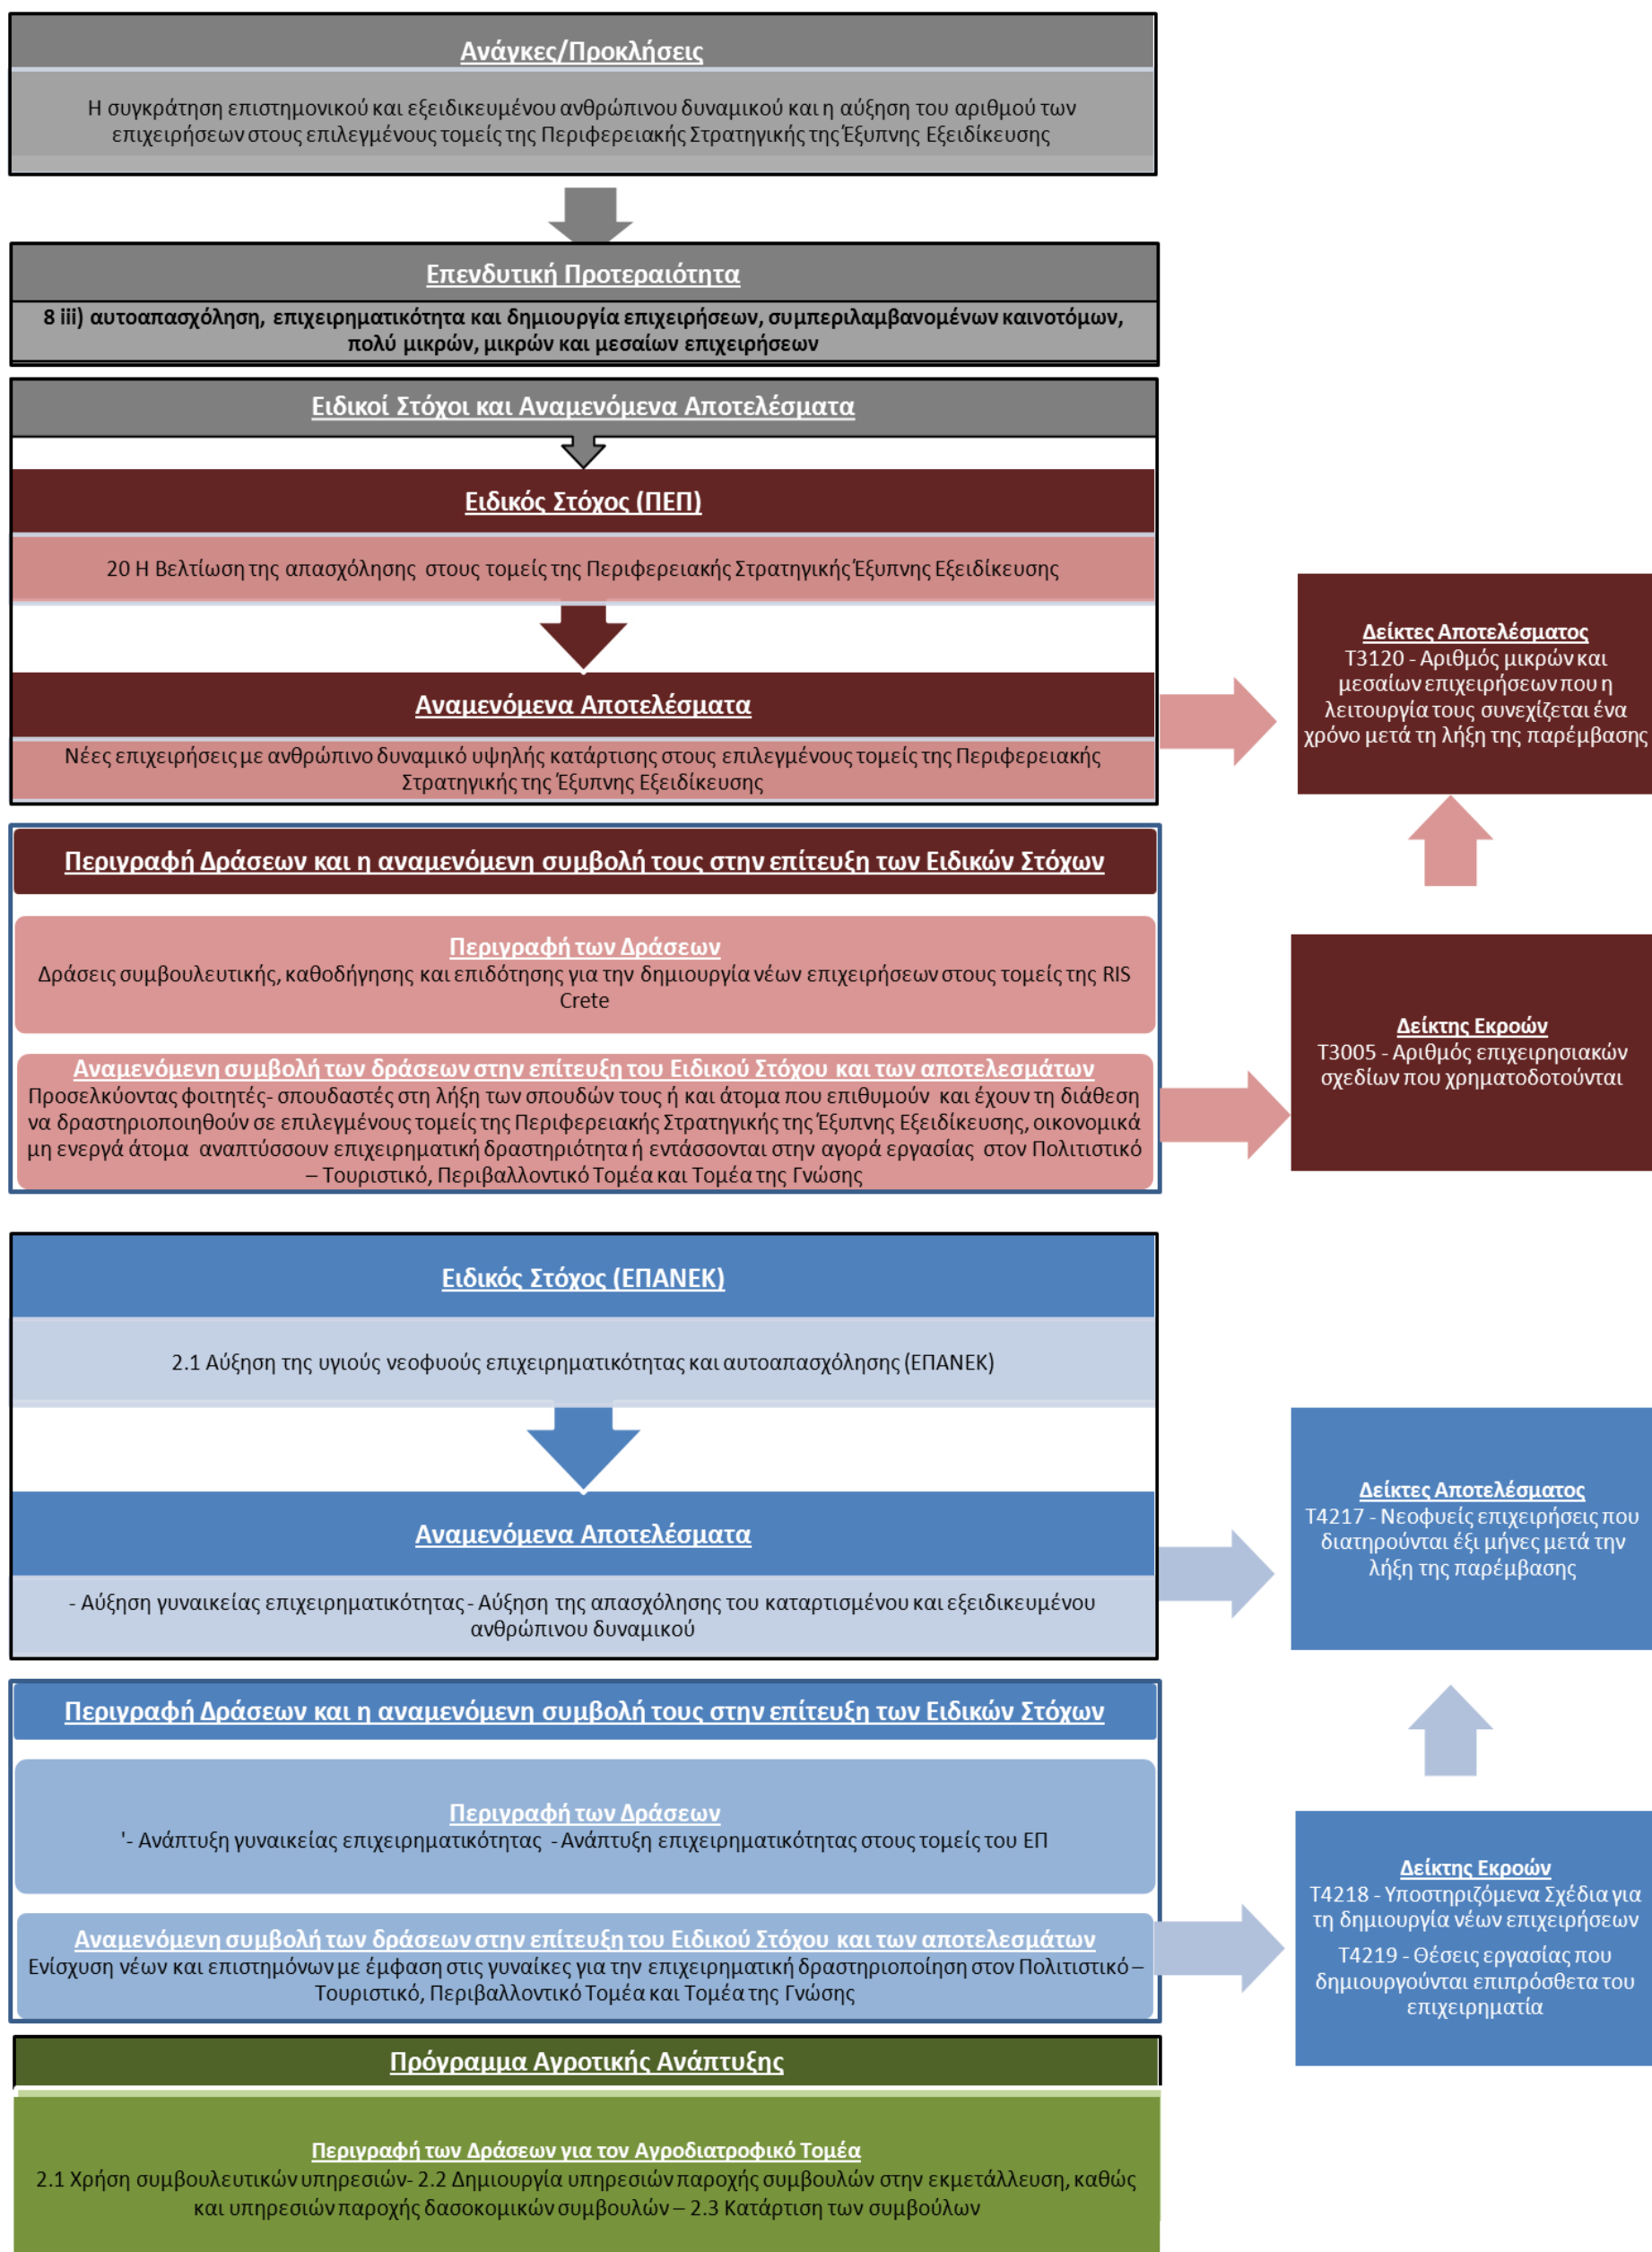 Ανάγκες/Προκλήσεις
Η συγκράτηση επιστημονικού και εξειδικευμένου ανθρώπινου δυναμικού και η αύξηση του αριθμού των
επιχειρήσεων στους επιλεγμένους τομείς της Περιφερειακής Στρατηγικής της Έξυπνης Εξειδίκευσης
Επενδυτική Προτεραιότητα
8 iii) αυτοαπασχόληση, επιχειρηματικότητα και δημιουργία επιχειρήσεων, συμπεριλαμβανομένων καινοτόμων,
πολύ μικρών, μικρών και μεσαίων επιχειρήσεων
Ειδικοί Στόχοι και Αναμενόμενα Αποτελέσματα
Ειδικός Στόχος (ΠΕΠ)
20 Η Βελτίωση της απασχόλησης στους τομείς της Περιφερειακής Στρατηγικής Έξυπνης Εξειδίκευσης
Αναμενόμενα Αποτελέσματα
Νέες επιχειρήσεις με ανθρώπινο δυναμικό υψηλής κατάρτισης στους επιλεγμένους τομείς της Περιφερειακής
Στρατηγικής της Έξυπνης Εξειδίκευσης
Δείκτες Αποτελέσματος
Τ3120 - Αριθμός μικρών και
μεσαίων επιχειρήσεων που η
λειτουργία τους συνεχίζεται ένα
χρόνο μετά τη λήξη της παρέμβασης
Περιγραφή Δράσεων και η αναμενόμενη συμβολή τους στην επίτευξη των Ειδικών Στόχων
Περιγραφή των Δράσεων
Δράσεις συμβουλευτικής, καθοδήγησης και επιδότησης για την δημιουργία νέων επιχειρήσεων στους τομείς της RIS
Crete
Αναμενόμενη συμβολή των δράσεων στην επίτευξη του Ειδικού Στόχου και των αποτελεσμάτων
Προσελκύοντας φοιτητές- σπουδαστές στη λήξη των σπουδών τους ή και άτομα που επιθυμούν και έχουν τη διάθεση
να δραστηριοποιηθούν σε επιλεγμένους τομείς της Περιφερειακής Στρατηγικής της Έξυπνης Εξειδίκευσης, οικονομικά
μη ενεργά άτομα αναπτύσσουν επιχειρηματική δραστηριότητα ή εντάσσονται στην αγορά εργασίας στον Πολιτιστικό
– Τουριστικό, Περιβαλλοντικό Τομέα και Τομέα της Γνώσης
Δείκτης Εκροών
Τ3005 - Αριθμός επιχειρησιακών
σχεδίων που χρηματοδοτούνται
Ειδικός Στόχος (ΕΠΑΝΕΚ)
2.1 Αύξηση της υγιούς νεοφυούς επιχειρηματικότητας και αυτοαπασχόλησης (ΕΠΑΝΕΚ)
Αναμενόμενα Αποτελέσματα
- Αύξηση γυναικείας επιχειρηματικότητας - Αύξηση της απασχόλησης του καταρτισμένου και εξειδικευμένου
ανθρώπινου δυναμικού
Δείκτες Αποτελέσματος
Τ4217 - Νεοφυείς επιχειρήσεις που
διατηρούνται έξι μήνες μετά την
λήξη της παρέμβασης
Περιγραφή Δράσεων και η αναμενόμενη συμβολή τους στην επίτευξη των Ειδικών Στόχων
Περιγραφή των Δράσεων
'- Ανάπτυξη γυναικείας επιχειρηματικότητας - Ανάπτυξη επιχειρηματικότητας στους τομείς του ΕΠ
Αναμενόμενη συμβολή των δράσεων στην επίτευξη του Ειδικού Στόχου και των αποτελεσμάτων
Ενίσχυση νέων και επιστημόνων με έμφαση στις γυναίκες για την επιχειρηματική δραστηριοποίηση στον Πολιτιστικό –
Τουριστικό, Περιβαλλοντικό Τομέα και Τομέα της Γνώσης
Δείκτης Εκροών
Τ4218 - Υποστηριζόμενα Σχέδια για
τη δημιουργία νέων επιχειρήσεων
Τ4219 - Θέσεις εργασίας που
δημιουργούνται επιπρόσθετα του
επιχειρηματία
Πρόγραμμα Αγροτικής Ανάπτυξης
Περιγραφή των Δράσεων για τον Αγροδιατροφικό Τομέα
2.1 Χρήση συμβουλευτικών υπηρεσιών- 2.2 Δημιουργία υπηρεσιών παροχής συμβουλών στην εκμετάλλευση, καθώς
και υπηρεσιών παροχής δασοκομικών συμβουλών – 2.3 Κατάρτιση των συμβούλων